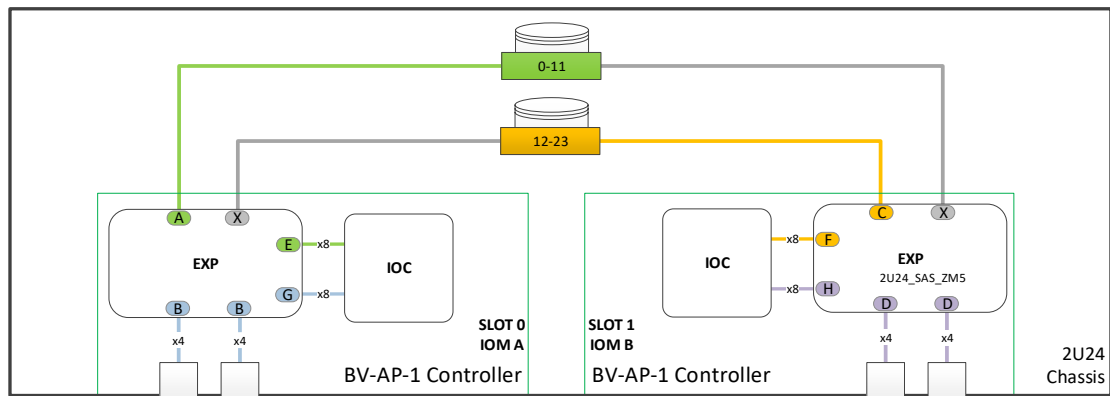 0-11
12-23
A
X
C
X
E
x8
IOC
EXP
G
x8
B
B
x4
x4
SLOT 0
IOM A
BV-AP-1 Controller
IOC
x8
F
EXP
2U24_SAS_ZM5
x8
H
D
D
x4
x4
SLOT 1
IOM B
BV-AP-1 Controller
2U24
Chassis